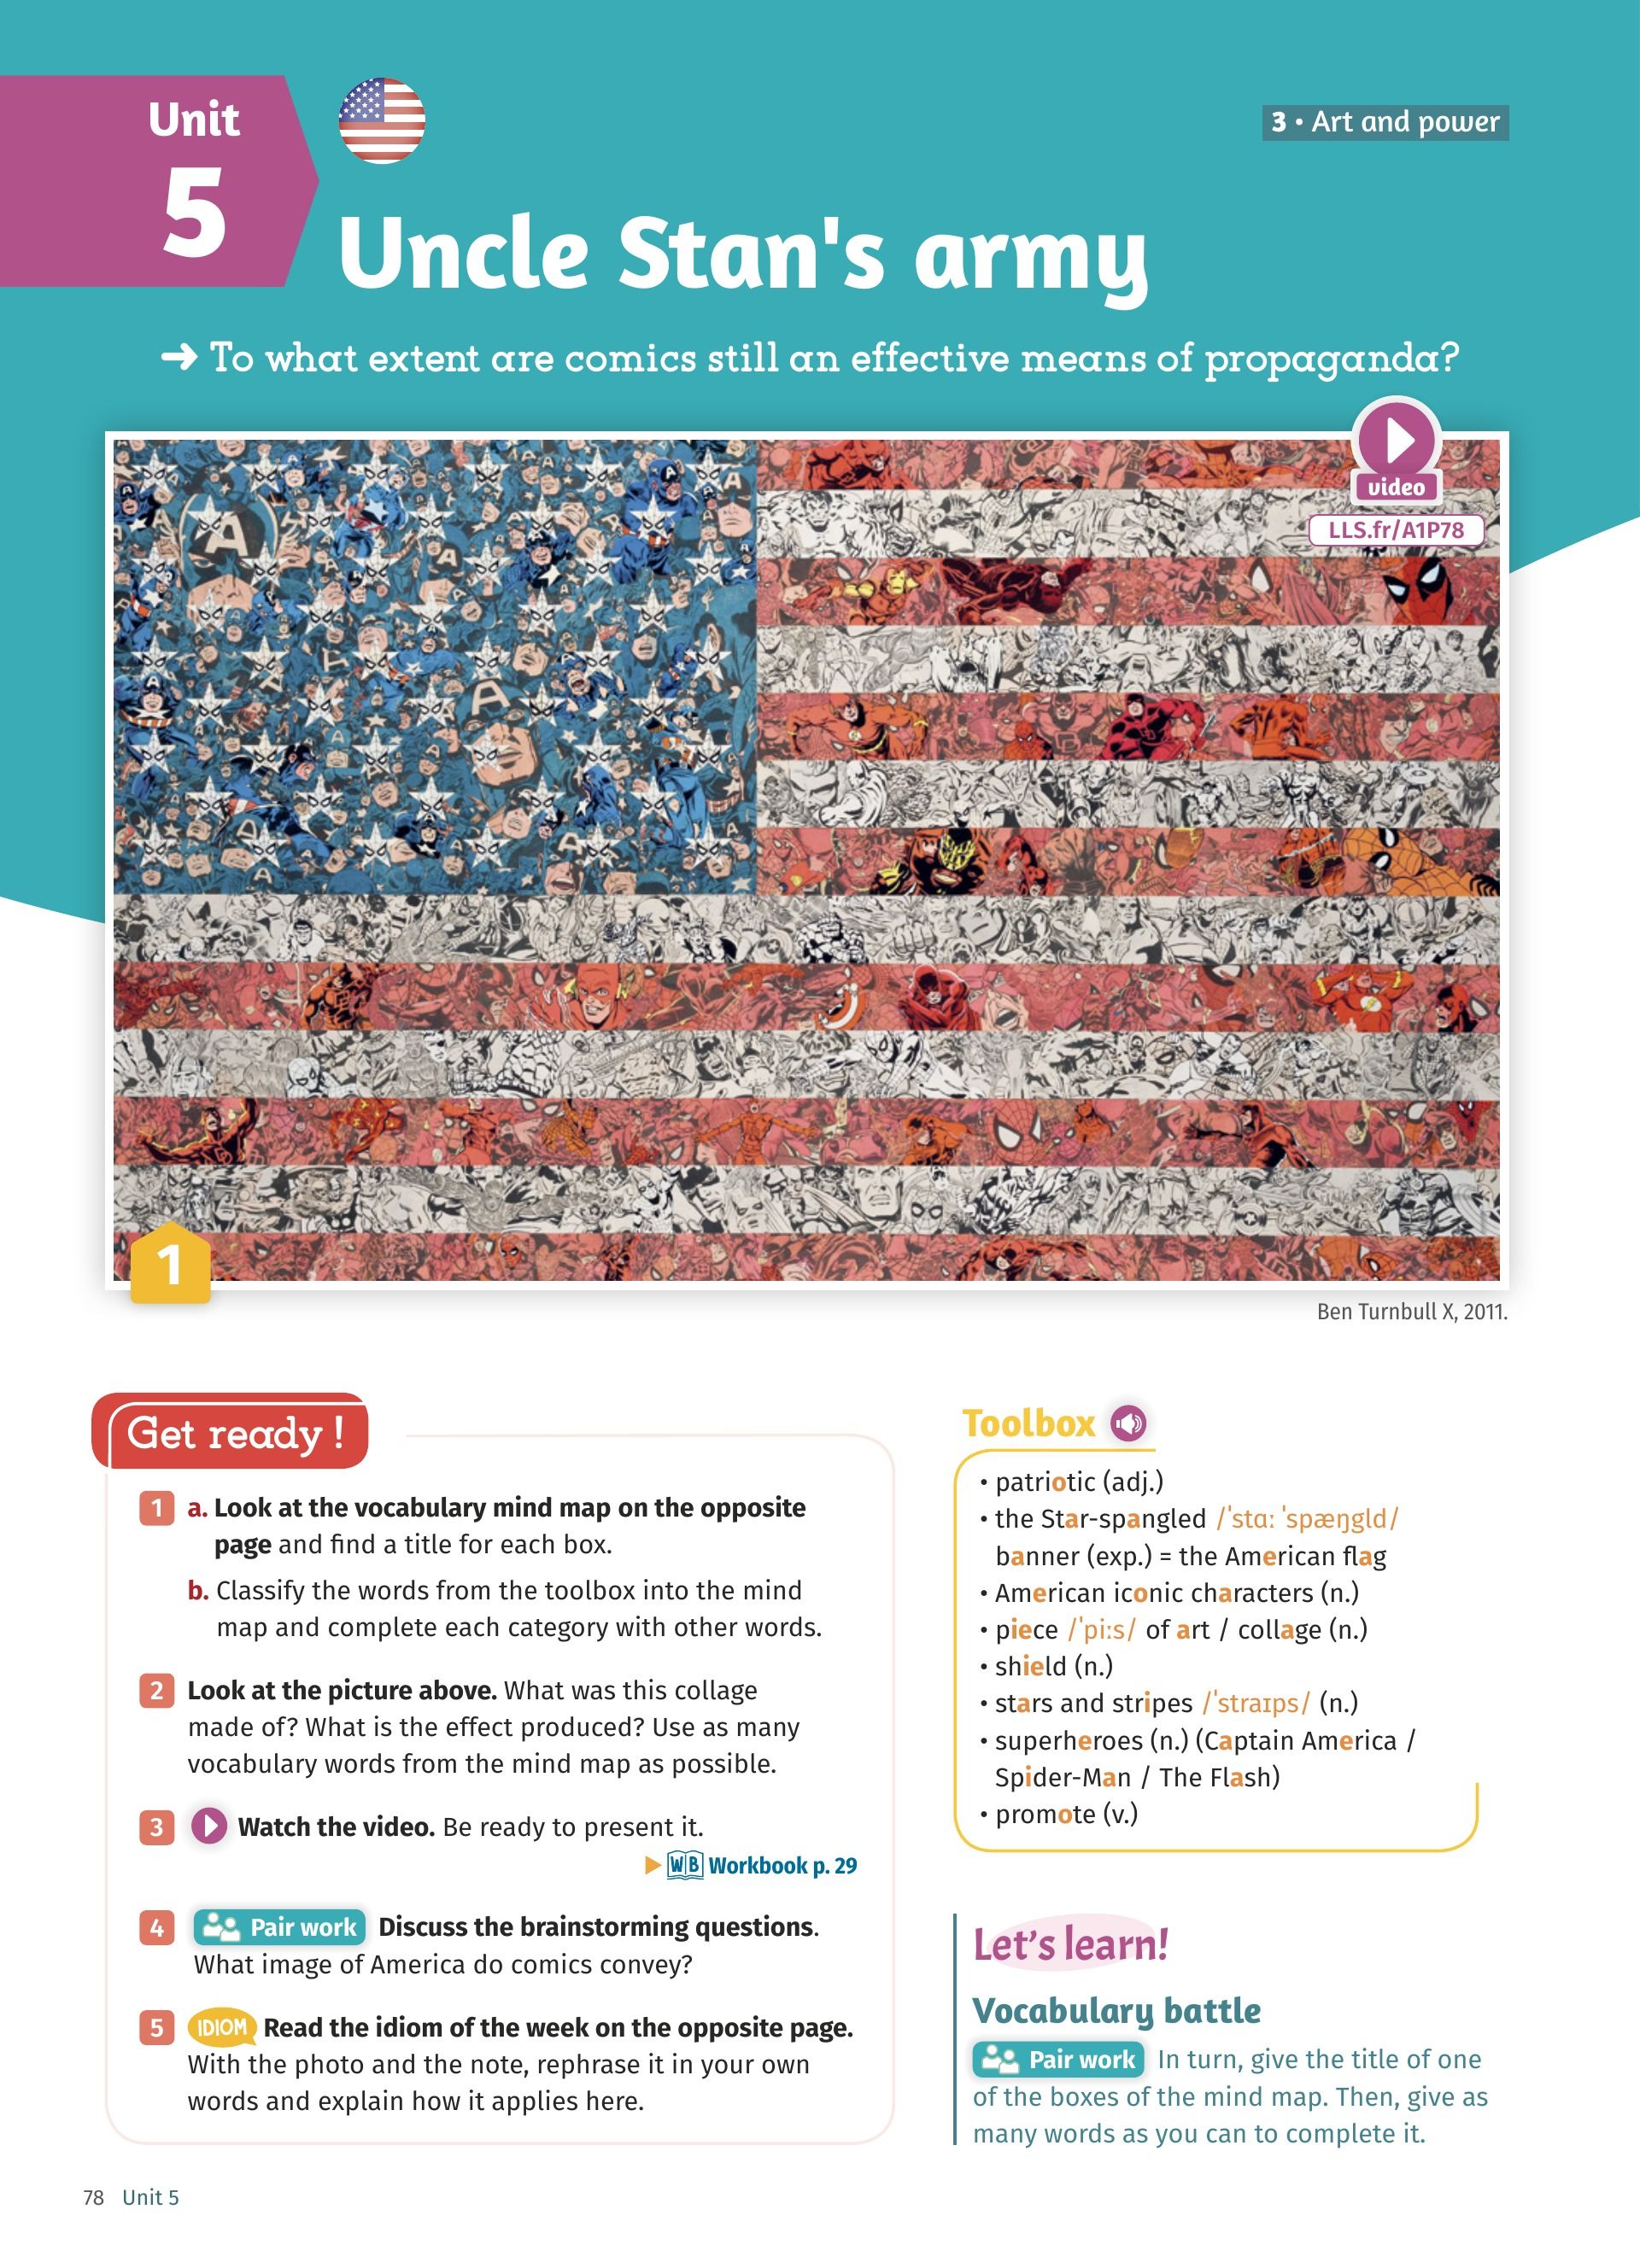 Unit
5
3 • Art and power
Uncle Stan's army
➜ To what extent are comics still an effective means of propaganda?
video
LLS.fr/A1P78
1
Ben Turnbull X, 2011.
Get ready !
1 a. Look at the vocabulary mind map on the opposite
page and find a title for each box.
b. Classify the words from the toolbox into the mind
map and complete each category with other words.
2 Look at the picture above. What was this collage
made of? What is the effect produced? Use as many
vocabulary words from the mind map as possible.
3 Watch the video. Be ready to present it.
WB Workbook p. 29
4 Pair work Discuss the brainstorming questions.
What image of America do comics convey?
5 IDIOM Read the idiom of the week on the opposite page.
With the photo and the note, rephrase it in your own
words and explain how it applies here.
Toolbox
• patriotic (adj.)
• the Star-spangled /ˈstɑː ˈspæŋgld/
banner (exp.) = the American flag
• American iconic characters (n.)
• piece /ˈpiːs/ of art / collage (n.)
• shield (n.)
• stars and stripes /ˈstraɪps/ (n.)
• superheroes (n.) (Captain America /
Spider-Man / The Flash)
• promote (v.)
Let's learn!
Vocabulary battle
Pair work In turn, give the title of one
of the boxes of the mind map. Then, give as
many words as you can to complete it.
78 Unit 5